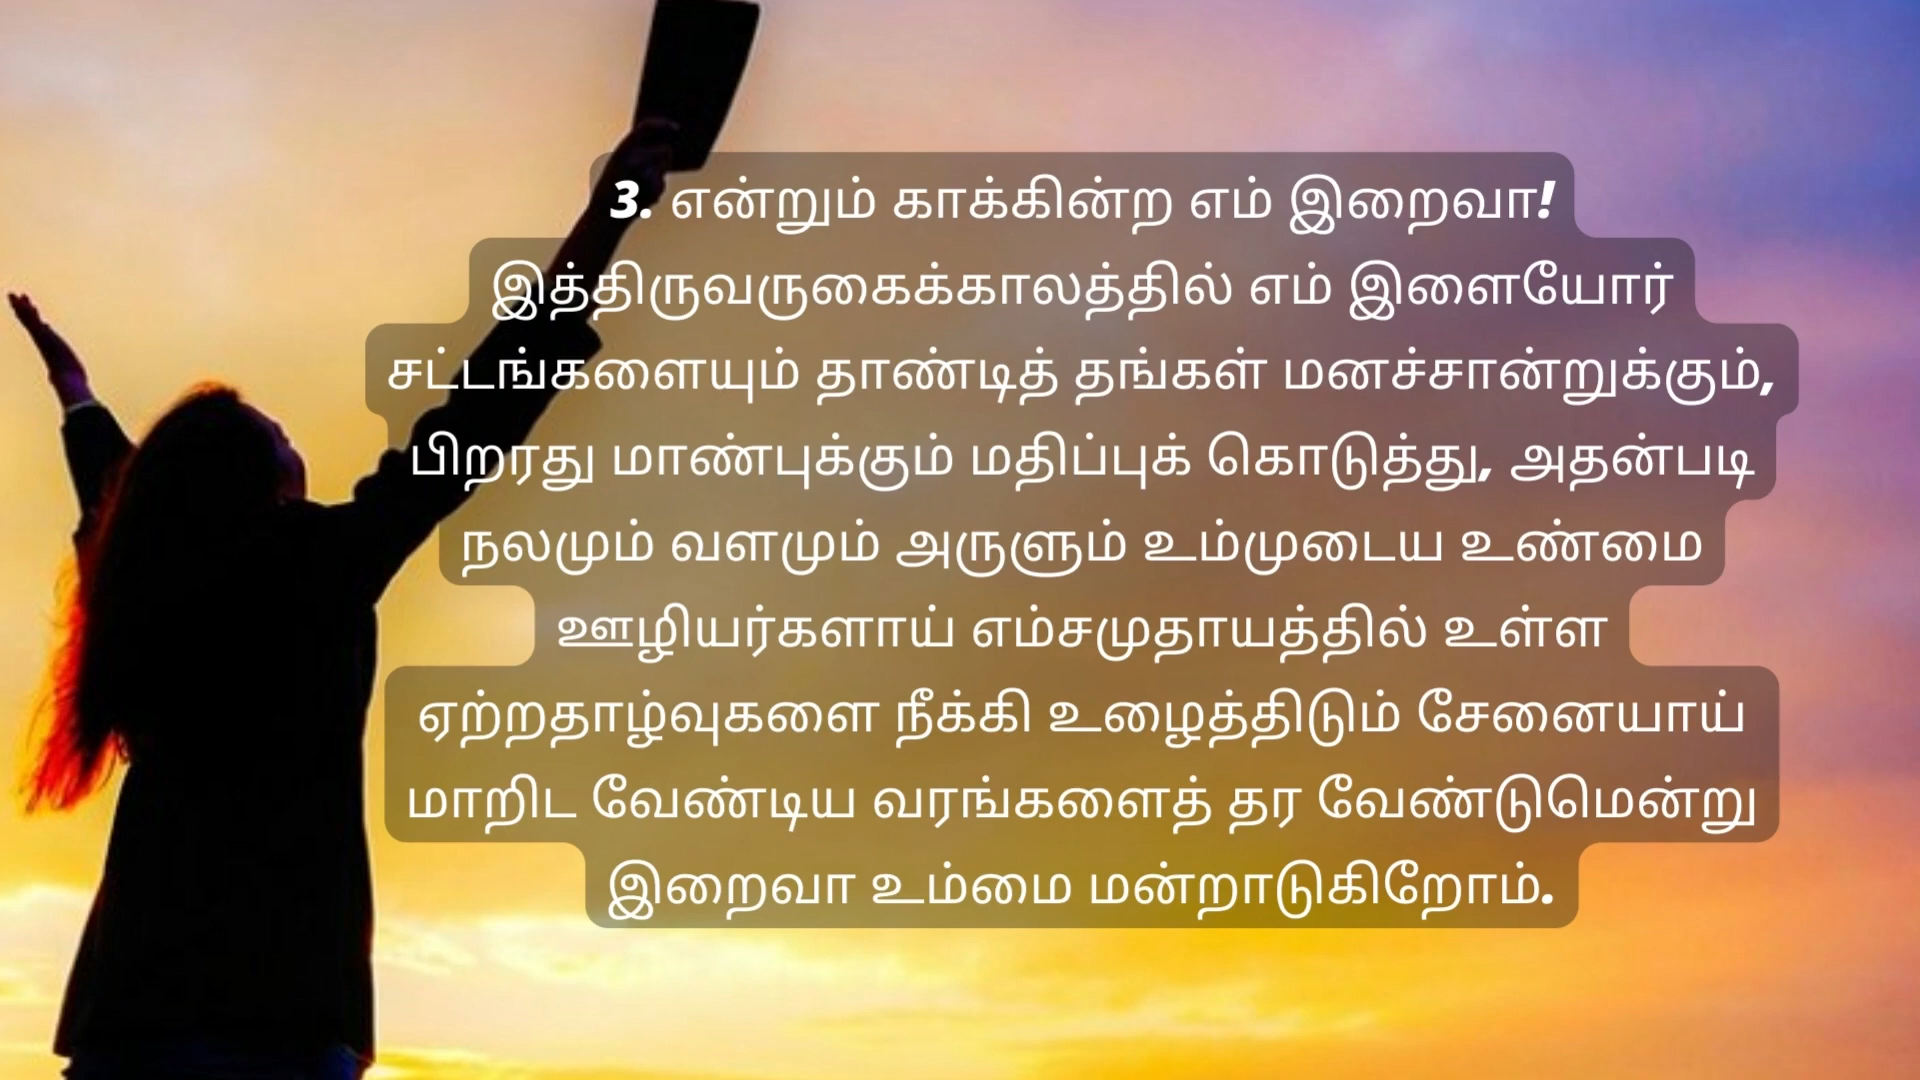 3. என்றும் காக்கின்ற எம் இறைவா!
இத்திருவருகைக்காலத்தில் எம் இளையோர்
சட்டங்களையும் தாண்டித் தங்கள் மனச்சான்றுக்கும்,
பிறரது மாண்புக்கும் மதிப்புக் கொடுத்து, அதன்படி
நலமும் வளமும் அருளும் உம்முடைய உண்மை
ஊழியர்களாய் எம்சமுதாயத்தில் உள்ள
ஏற்றதாழ்வுகளை நீக்கி உழைத்திடும் சேனையாய்
மாறிட வேண்டிய வரங்களைத் தர வேண்டுமென்று
இறைவா உம்மை மன்றாடுகிறோம்.